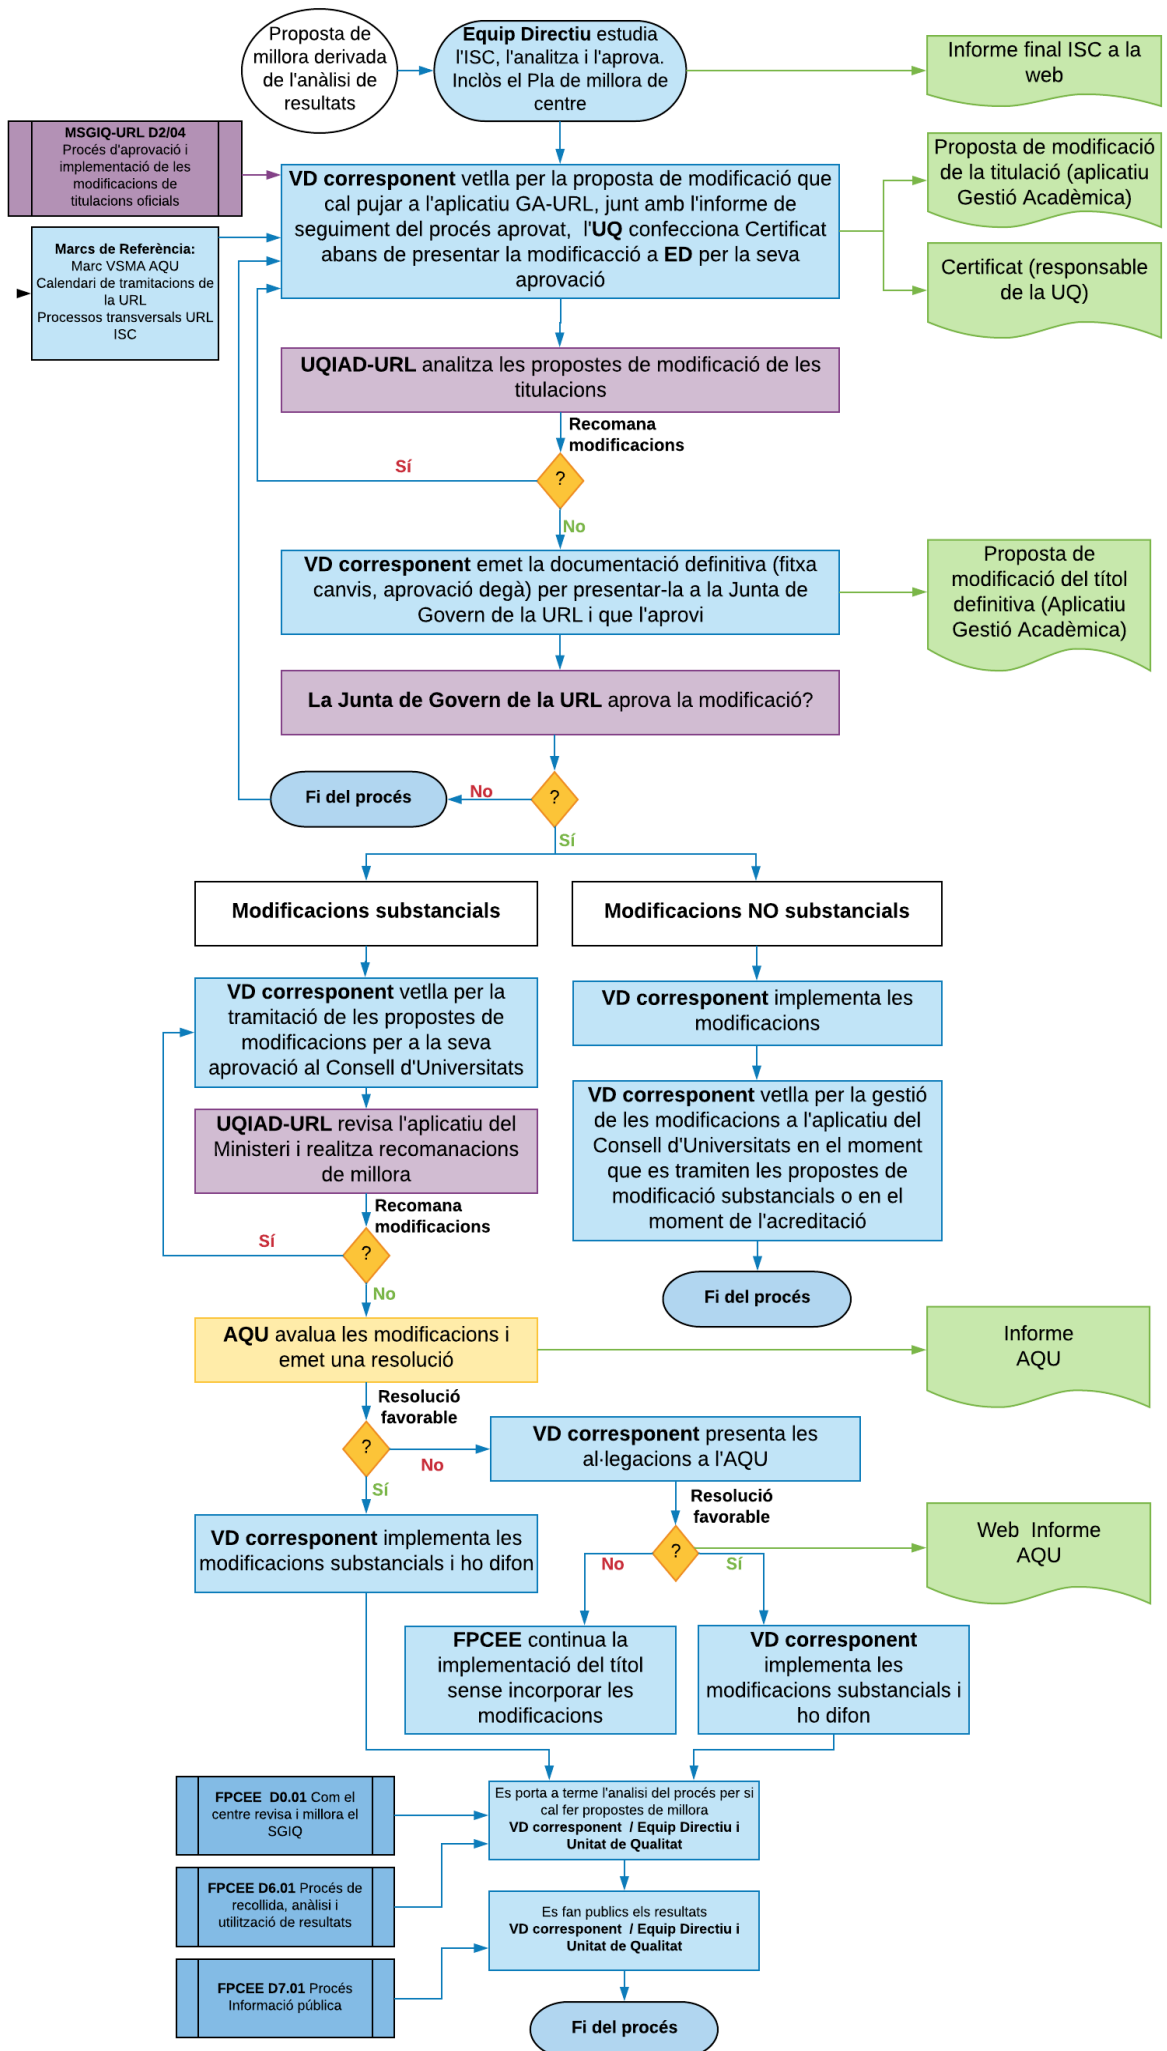 Proposta de
millora derivada
de l'anàlisi de
resultats
Equip Directiu estudia
l'ISC, l'analitza i l'aprova.
Inclòs el Pla de millora de
centre
Informe final ISC a la
web
MSGIQ-URL D2/04
Procés d'aprovació i
implementació de les
modificacions de
titulacions oficials
VD corresponent vetlla per la proposta de modificació que
cal pujar a l'aplicatiu GA-URL, junt amb l'informe de
seguiment del procés aprovat, l'UQ confecciona Certificat
abans de presentar la modificacció a ED per la seva
aprovació
Proposta de modificació
de la titulació (aplicatiu
Gestió Acadèmica)
Marcs de Referència:
Marc VSMA AQU
Calendari de tramitacions de
la URL
Processos transversals URL
ISC
Certificat (responsable
de la UQ)
UQIAD-URL analitza les propostes de modificació de les
titulacions
Recomana
modificacions
Sí
?
No
VD corresponent emet la documentació definitiva (fitxa
canvis, aprovació degà) per presentar-la a la Junta de
Govern de la URL i que l'aprovi
Proposta de
modificació del títol
definitiva (Aplicatiu
Gestió Acadèmica)
La Junta de Govern de la URL aprova la modificació?
Fi del procés
No
?
Sí
Modificacions substancials
Modificacions NO substancials
VD corresponent vetlla per la
tramitació de les propostes de
modificacions per a la seva
aprovació al Consell d'Universitats
VD corresponent implementa les
modificacions
UQIAD-URL revisa l'aplicatiu del
Ministeri i realitza recomanacions
de millora
VD corresponent vetlla per la gestió
de les modificacions a l'aplicatiu del
Consell d'Universitats en el moment
que es tramiten les propostes de
modificació substancials o en el
moment de l'acreditació
Recomana
modificacions
Sí
?
No
Fi del procés
AQU avalua les modificacions i
emet una resolució
Informe
AQU
Resolució
favorable
?
No
Sí
VD corresponent presenta les
al·legacions a l'AQU
Resolució
favorable
VD corresponent implementa les
modificacions substancials i ho difon
No
?
Sí
Web Informe
AQU
FPCEE continua la
implementació del títol
sense incorporar les
modificacions
VD corresponent
implementa les
modificacions substancials i
ho difon
FPCEE D0.01 Com el
centre revisa i millora el
SGIQ
Es porta a terme l'analisi del procés per si
cal fer propostes de millora
VD corresponent / Equip Directiu i
Unitat de Qualitat
FPCEE D6.01 Procés de
recollida, anàlisi i
utilització de resultats
Es fan publics els resultats
VD corresponent / Equip Directiu i
Unitat de Qualitat
FPCEE D7.01 Procés
Informació pública
Fi del procés